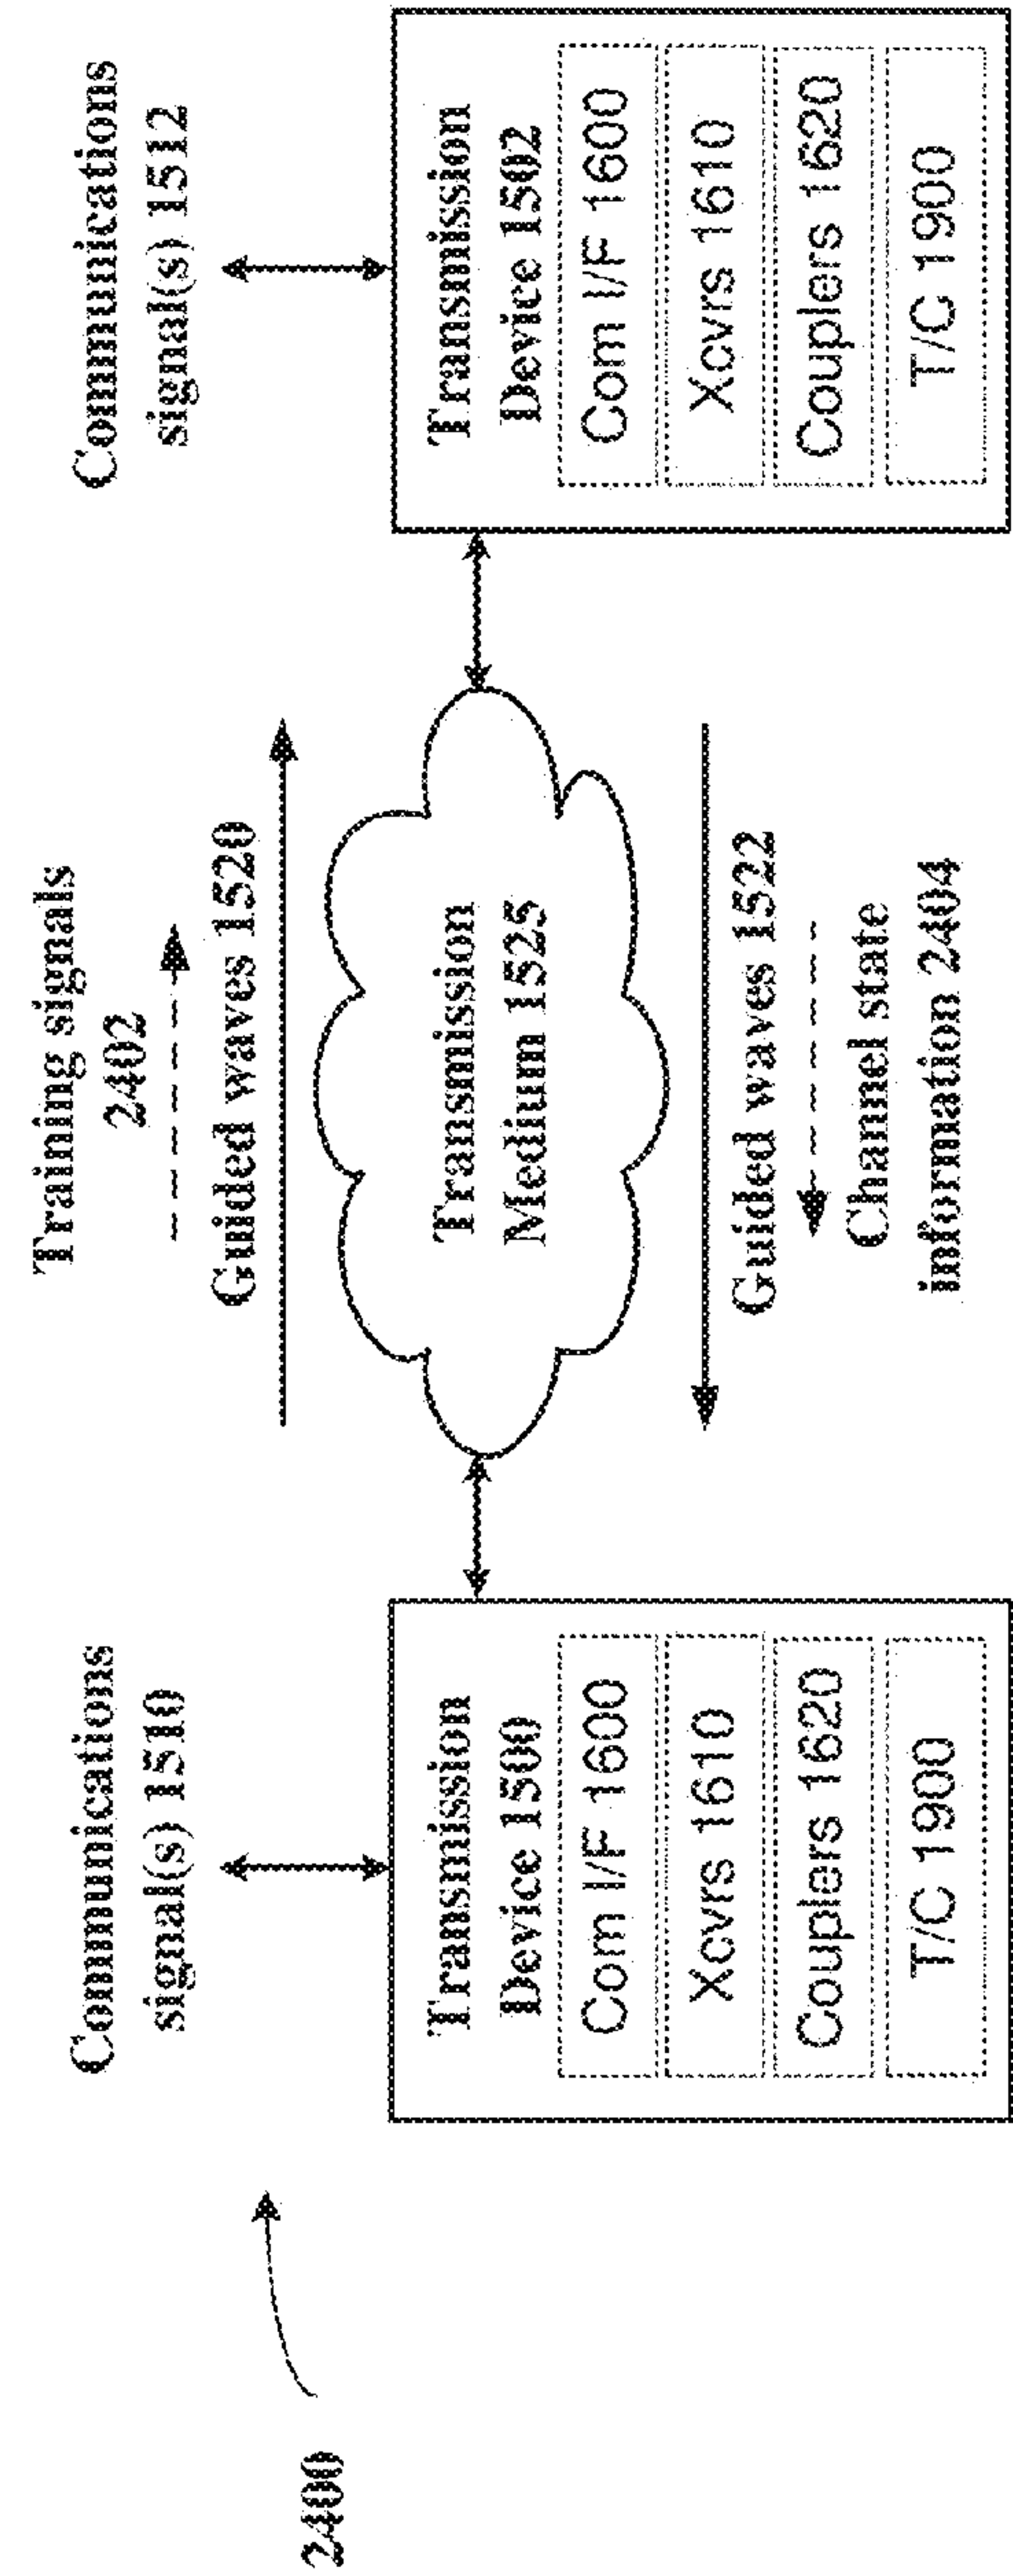 2400
Communications
signal(s) 1510
Transmission
Device 1500
Com I/F 1600
Xcvrs 1610
Couplers 1620
T/C 1900
Training signals
2402
Guided waves 1520
Transmission
Medium 1525
Guided waves 1522
Channel state
information 2404
Communications
signal(s) 1512
Transmission
Device 1502
Com I/F 1600
Xcvrs 1610
Couplers 1620
T/C 1900